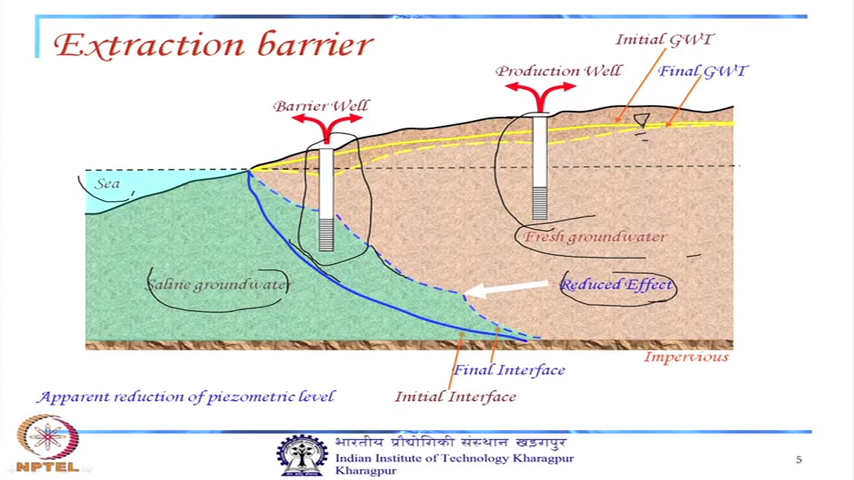 Extraction barrier
Initial GWT
Production Well
Final GWT
Barrier Well
Sea
Fresh groundwater
Saline groundwater
Reduced Effect
Impervious
Final Interface
Apparent reduction of piezometric level
Initial Interface
NPTEL
भारतीय प्रौद्योगिकी संस्थान खड़गपुर
Indian Institute of Technology Kharagpur
Kharagpur
5